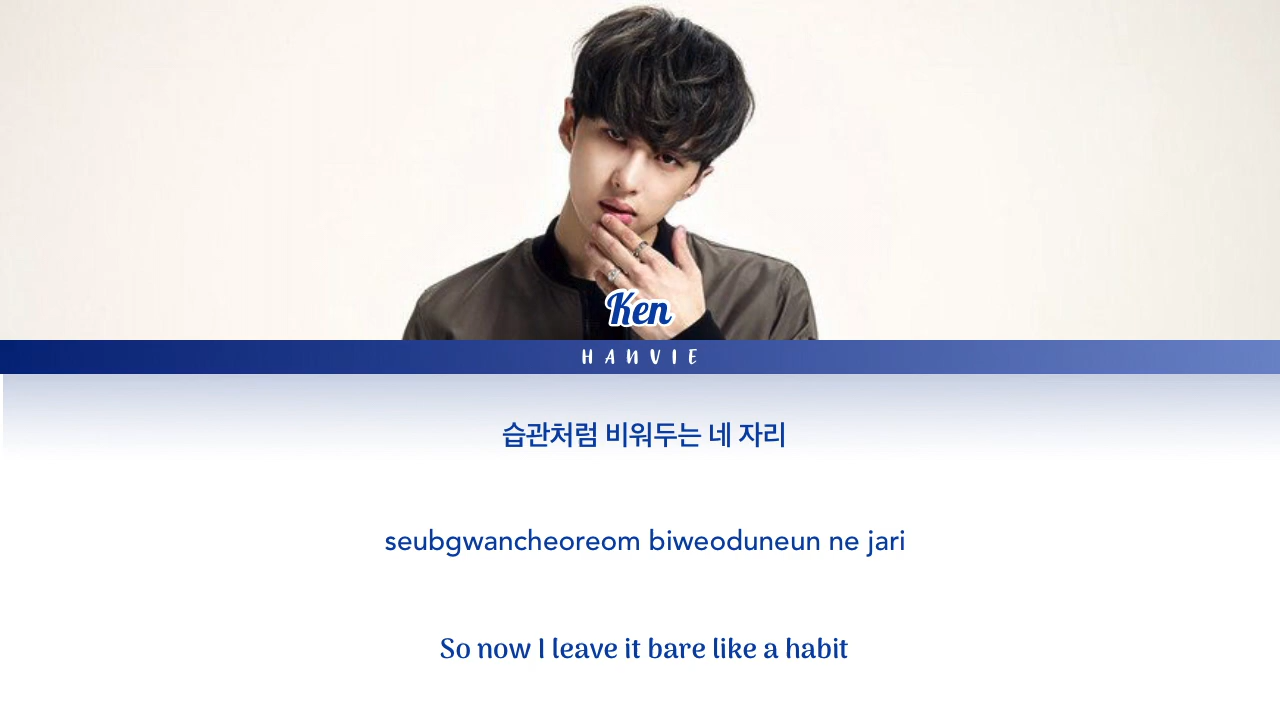 Ken
HANVIE
습관처럼 비워두는 네 자리
seubgwancheoreom biweoduneun ne jari
So now I leave it bare like a habit